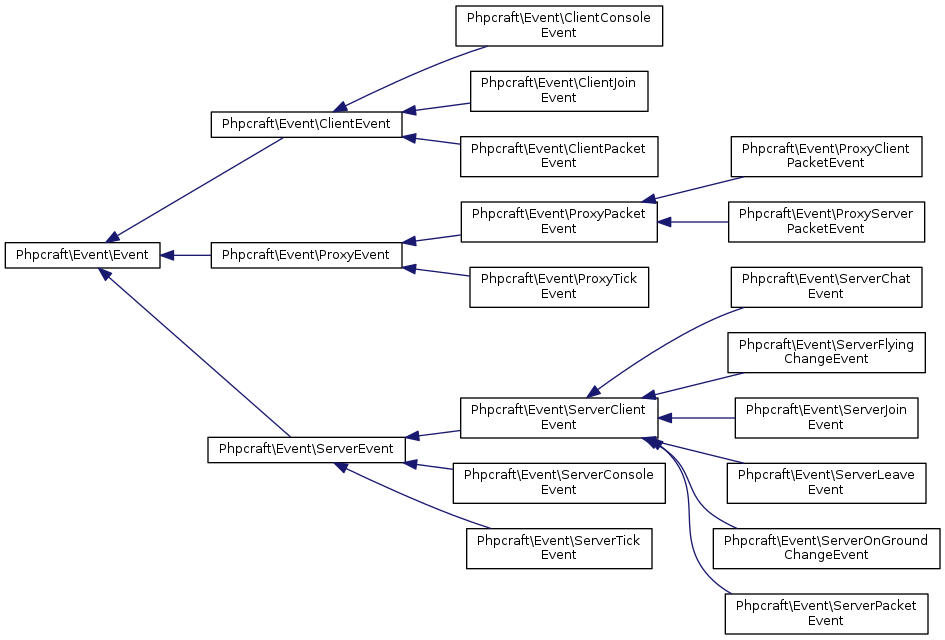 Phpcraft\Event\ClientConsole
Event
Phpcraft\Event\ClientJoin
Event
Phpcraft\Event\ClientEvent
Phpcraft\Event\ClientPacket
Event
Phpcraft\Event\ProxyClient
PacketEvent
Phpcraft\Event\ProxyPacket
Event
Phpcraft\Event\ProxyServer
PacketEvent
Phpcraft\Event\Event
Phpcraft\Event\ProxyEvent
Phpcraft\Event\ProxyTick
Event
Phpcraft\Event\ServerChat
Event
Phpcraft\Event\ServerFlying
ChangeEvent
Phpcraft\Event\ServerClient
Event
Phpcraft\Event\ServerJoin
Event
Phpcraft\Event\ServerEvent
Phpcraft\Event\ServerConsole
Event
Phpcraft\Event\ServerLeave
Event
Phpcraft\Event\ServerTick
Event
Phpcraft\Event\ServerOnGround
ChangeEvent
Phpcraft\Event\ServerPacket
Event